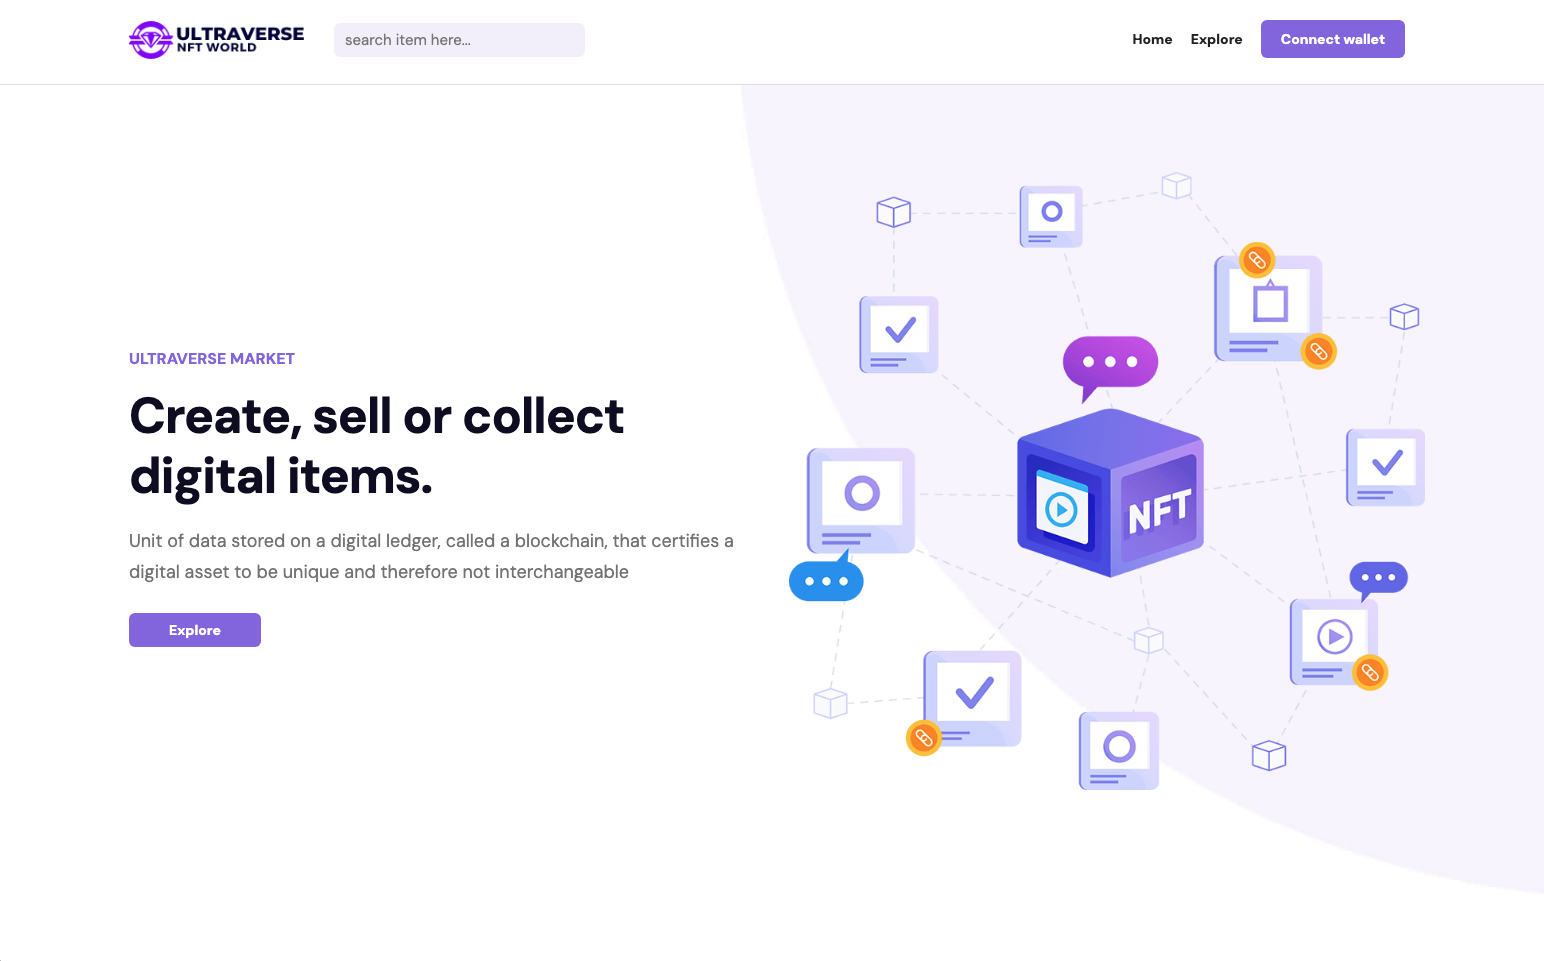 ULTRAVERSE
NFT WORLD
search item here...
Home
Explore
Connect wallet
ULTRAVERSE MARKET
Create, sell or collect
digital items.
Unit of data stored on a digital ledger, called a blockchain, that certifies a
digital asset to be unique and therefore not interchangeable
Explore
NFT